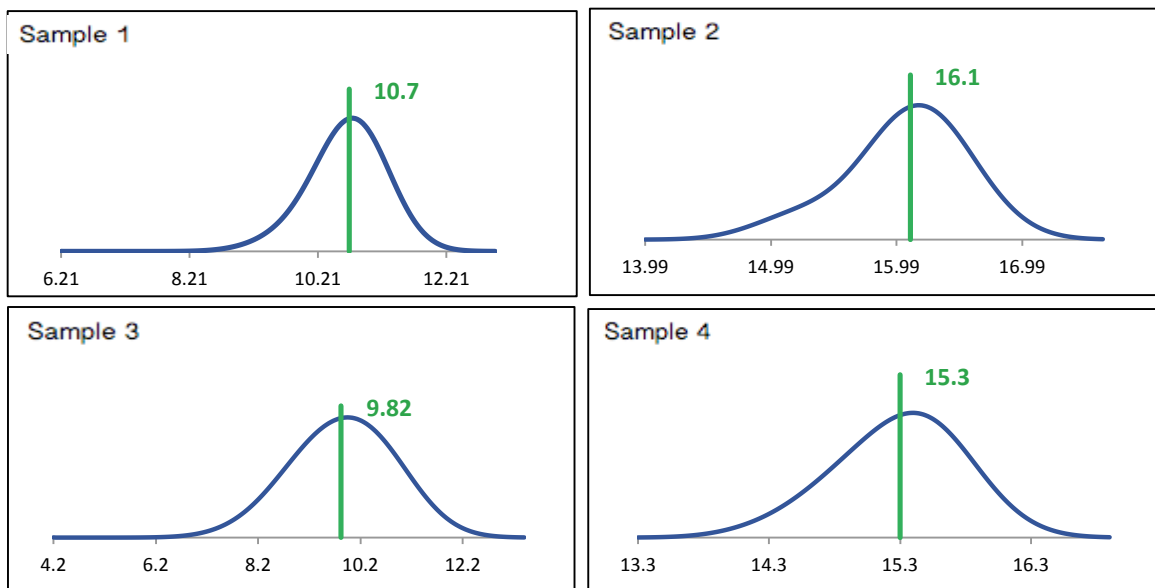 Sample 1
10.7
6.21 8.21 10.21 12.21
Sample 2
16.1
13.99 14.99 15.99 16.99
Sample 3
9.82
4.2 6.2 8.2 10.2 12.2
Sample 4
15.3
13.3 14.3 15.3 16.3